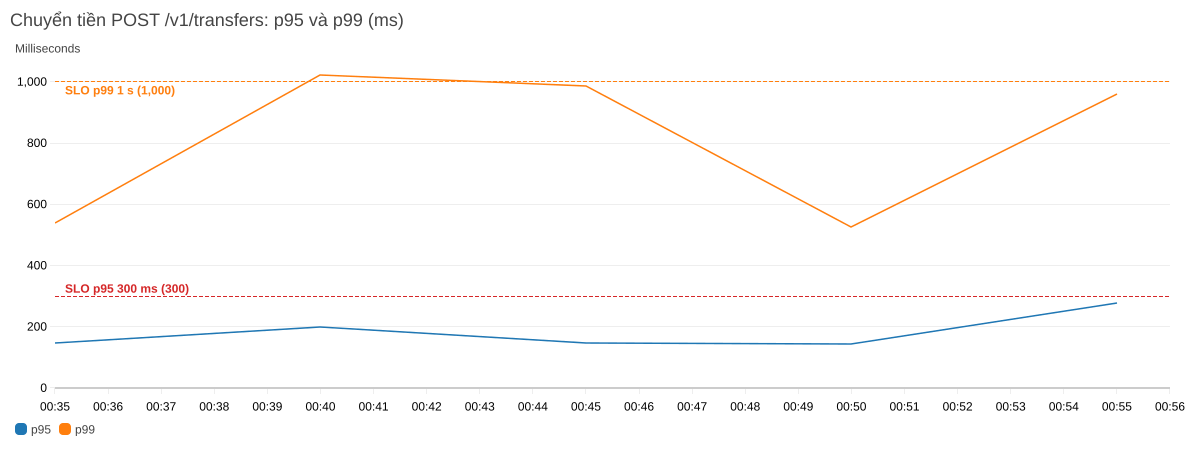 Chuyển tiền POST /v1/transfers: p95 và p99 (ms)
Milliseconds
1,000
SLO p99 1 s (1,000)
800
600
400
SLO p95 300 ms (300)
200
0
00:35 00:36 00:37 00:38 00:39 00:40 00:41 00:42 00:43 00:44 00:45 00:46 00:47 00:48 00:49 00:50 00:51 00:52 00:53 00:54 00:55 00:56
p95 p99